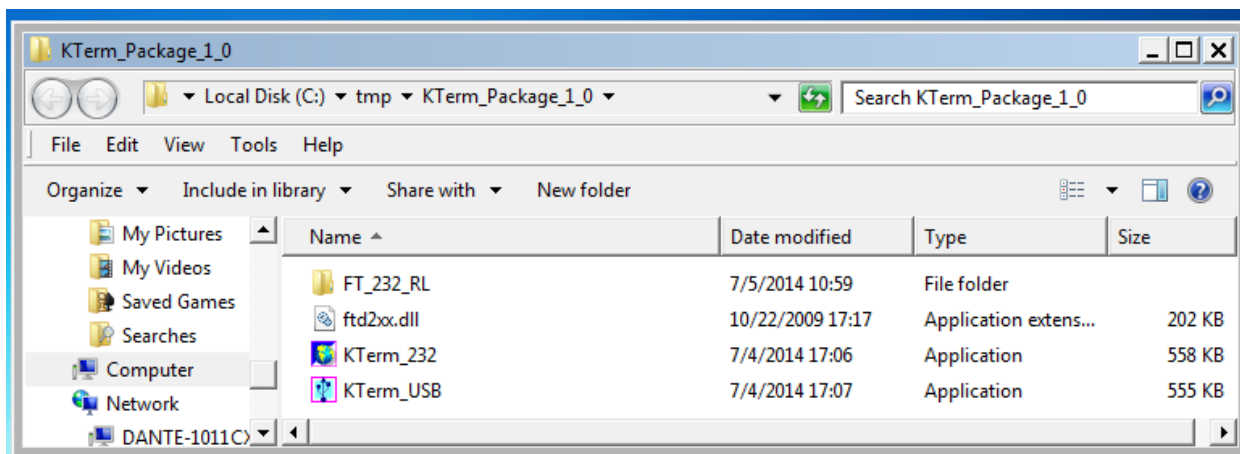 KTerm_Package_1_0
Local Disk (C:) tmp KTerm_Package_1_0
Search KTerm_Package_1_0
File Edit View Tools Help
Organize Include in library Share with New folder
My Pictures
My Videos
Saved Games
Searches
Computer
Network
DANTE-1011C
Name Date modified Type Size
FT_232_RL 7/5/2014 10:59 File folder
ftd2xx.dll 10/22/2009 17:17 Application extens... 202 KB
KTerm_232 7/4/2014 17:06 Application 558 KB
KTerm_USB 7/4/2014 17:07 Application 555 KB